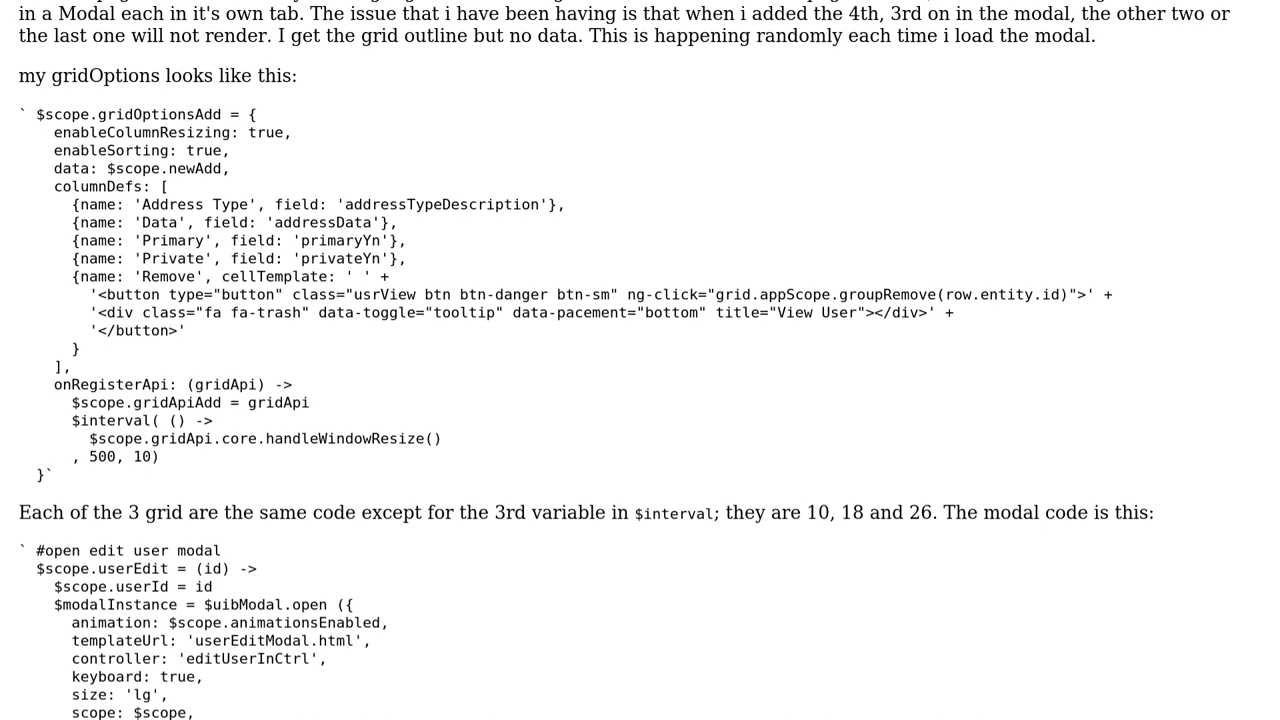 in a Modal each in it's own tab. The issue that i have been having is that when i added the 4th, 3rd on in the modal, the other two or
the last one will not render. I get the grid outline but no data. This is happening randomly each time i load the modal.
my gridOptions looks like this:
` $scope.gridOptionsAdd = {
enableColumnResizing: true,
enableSorting: true,
data: $scope.newAdd,
columnDefs: [
{name: 'Address Type', field: 'addressTypeDescription'},
{name: 'Data', field: 'addressData'},
{name: 'Primary', field: 'primaryYn'},
{name: 'Private', field: 'privateYn'},
{name: 'Remove', cellTemplate: ' ' +
'<button type="button" class="usrView btn btn-danger btn-sm" ng-click="grid.appScope.groupRemove(row.entity.id)">' +
'<div class="fa fa-trash" data-toggle="tooltip" data-pacement="bottom" title="View User"></div>' +
'</button>'
}
],
onRegisterApi: (gridApi) ->
$scope.gridApiAdd = gridApi
$interval( () ->
$scope.gridApi.core.handleWindowResize()
, 500, 10)
}`
Each of the 3 grid are the same code except for the 3rd variable in $interval; they are 10, 18 and 26. The modal code is this:
` #open edit user modal
$scope.userEdit = (id) ->
$scope.userId = id
$modalInstance = $uibModal.open ({
animation: $scope.animationsEnabled,
templateUrl: 'userEditModal.html',
controller: 'editUserInCtrl',
keyboard: true,
size: 'lg',
scope: $scope,